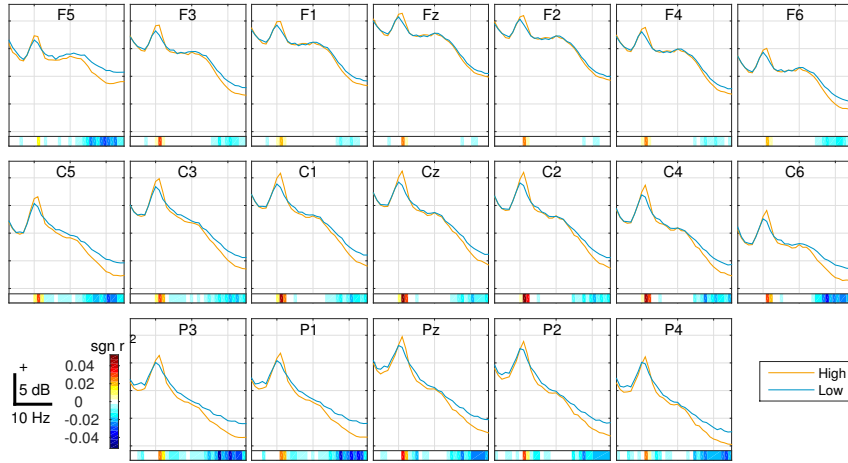 F5 F3 F1 Fz F2 F4 F6
C5 C3 C1 Cz C2 C4 C6
P3 P1 Pz P2 P4
sgn r 2
0.04
0.02
0
-0.02
-0.04
+
5 dB
10 Hz
High
Low